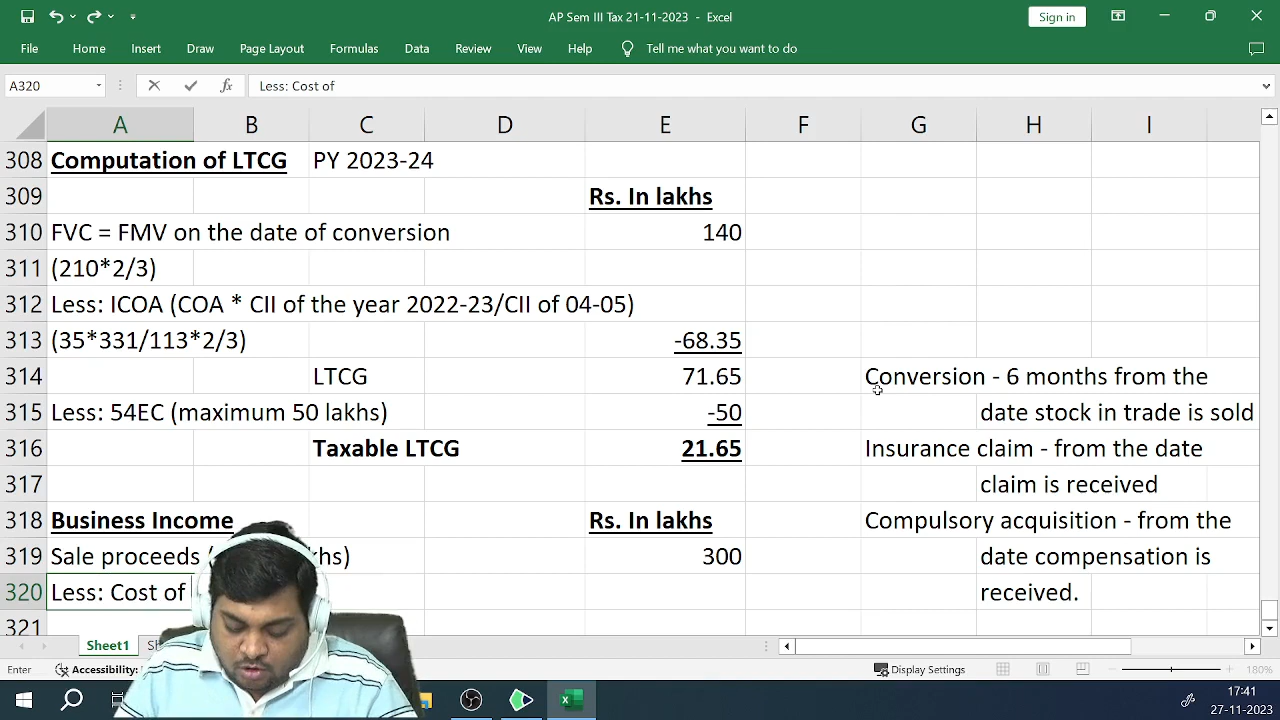 AP Sem III Tax 21-11-2023 - Excel
Sign in
File Home Insert Draw Page Layout Formulas Data Review View Help Tell me what you want to do
A320 fx Less: Cost of
A B C D E F G H I
308 Computation of LTCG PY 2023-24
309 Rs. In lakhs
310 FVC = FMV on the date of conversion 140
311 (210*2/3)
312 Less: ICOA (COA * CII of the year 2022-23/CII of 04-05)
313 (35*331/113*2/3) -68.35
314 LTCG 71.65 Conversion - 6 months from the
315 Less: 54EC (maximum 50 lakhs) -50 date stock in trade is sold
316 Taxable LTCG 21.65 Insurance claim - from the date
317 claim is received
318 Business Income Rs. In lakhs Compulsory acquisition - from the
319 Sale proceeds 300 date compensation is
320 Less: Cost of received.
321
Sheet1
Enter Accessibility: Display Settings 180%
17:41
27-11-2023